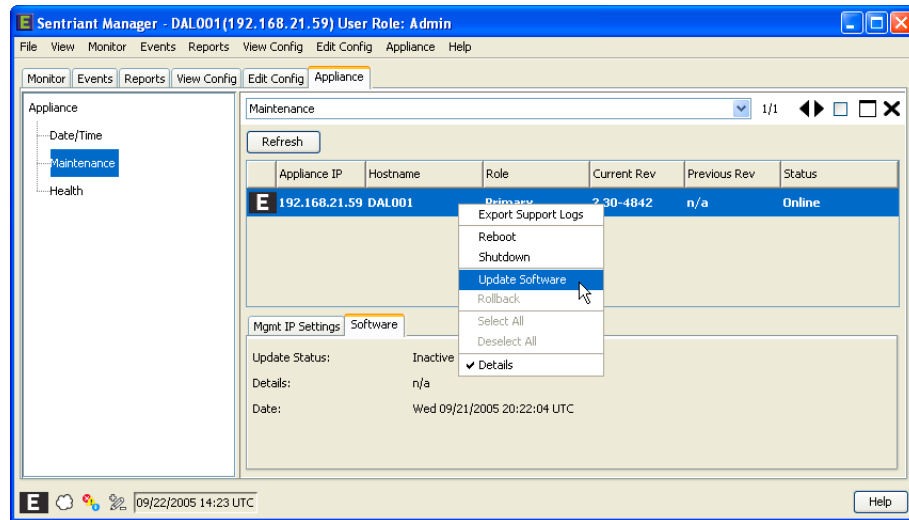 E Sentriant Manager - DAL001(192.168.21.59) User Role: Admin
File View Monitor Events Reports View Config Edit Config Appliance Help
Monitor Events Reports View Config Edit Config Appliance
Appliance
Date/Time
Maintenance
Health
Maintenance 1/1
Refresh
Appliance IP Hostname Role Current Rev Previous Rev Status
E 192.168.21.59 DAL001 Primary 2.30-4842 n/a Online
Export Support Logs
Reboot
Shutdown
Update Software
Rollback
Select All
Deselect All
Details
Mgmt IP Settings Software
Update Status: Inactive
Details: n/a
Date: Wed 09/21/2005 20:22:04 UTC
E 09/22/2005 14:23 UTC Help